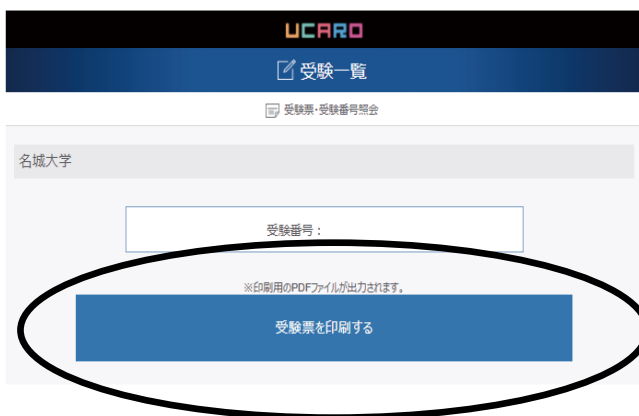 UCARO
受験一覧
受験票・受験番号照会
名城大学
受験番号：
※印刷用のPDFファイルが出力されます。
受験票を印刷する